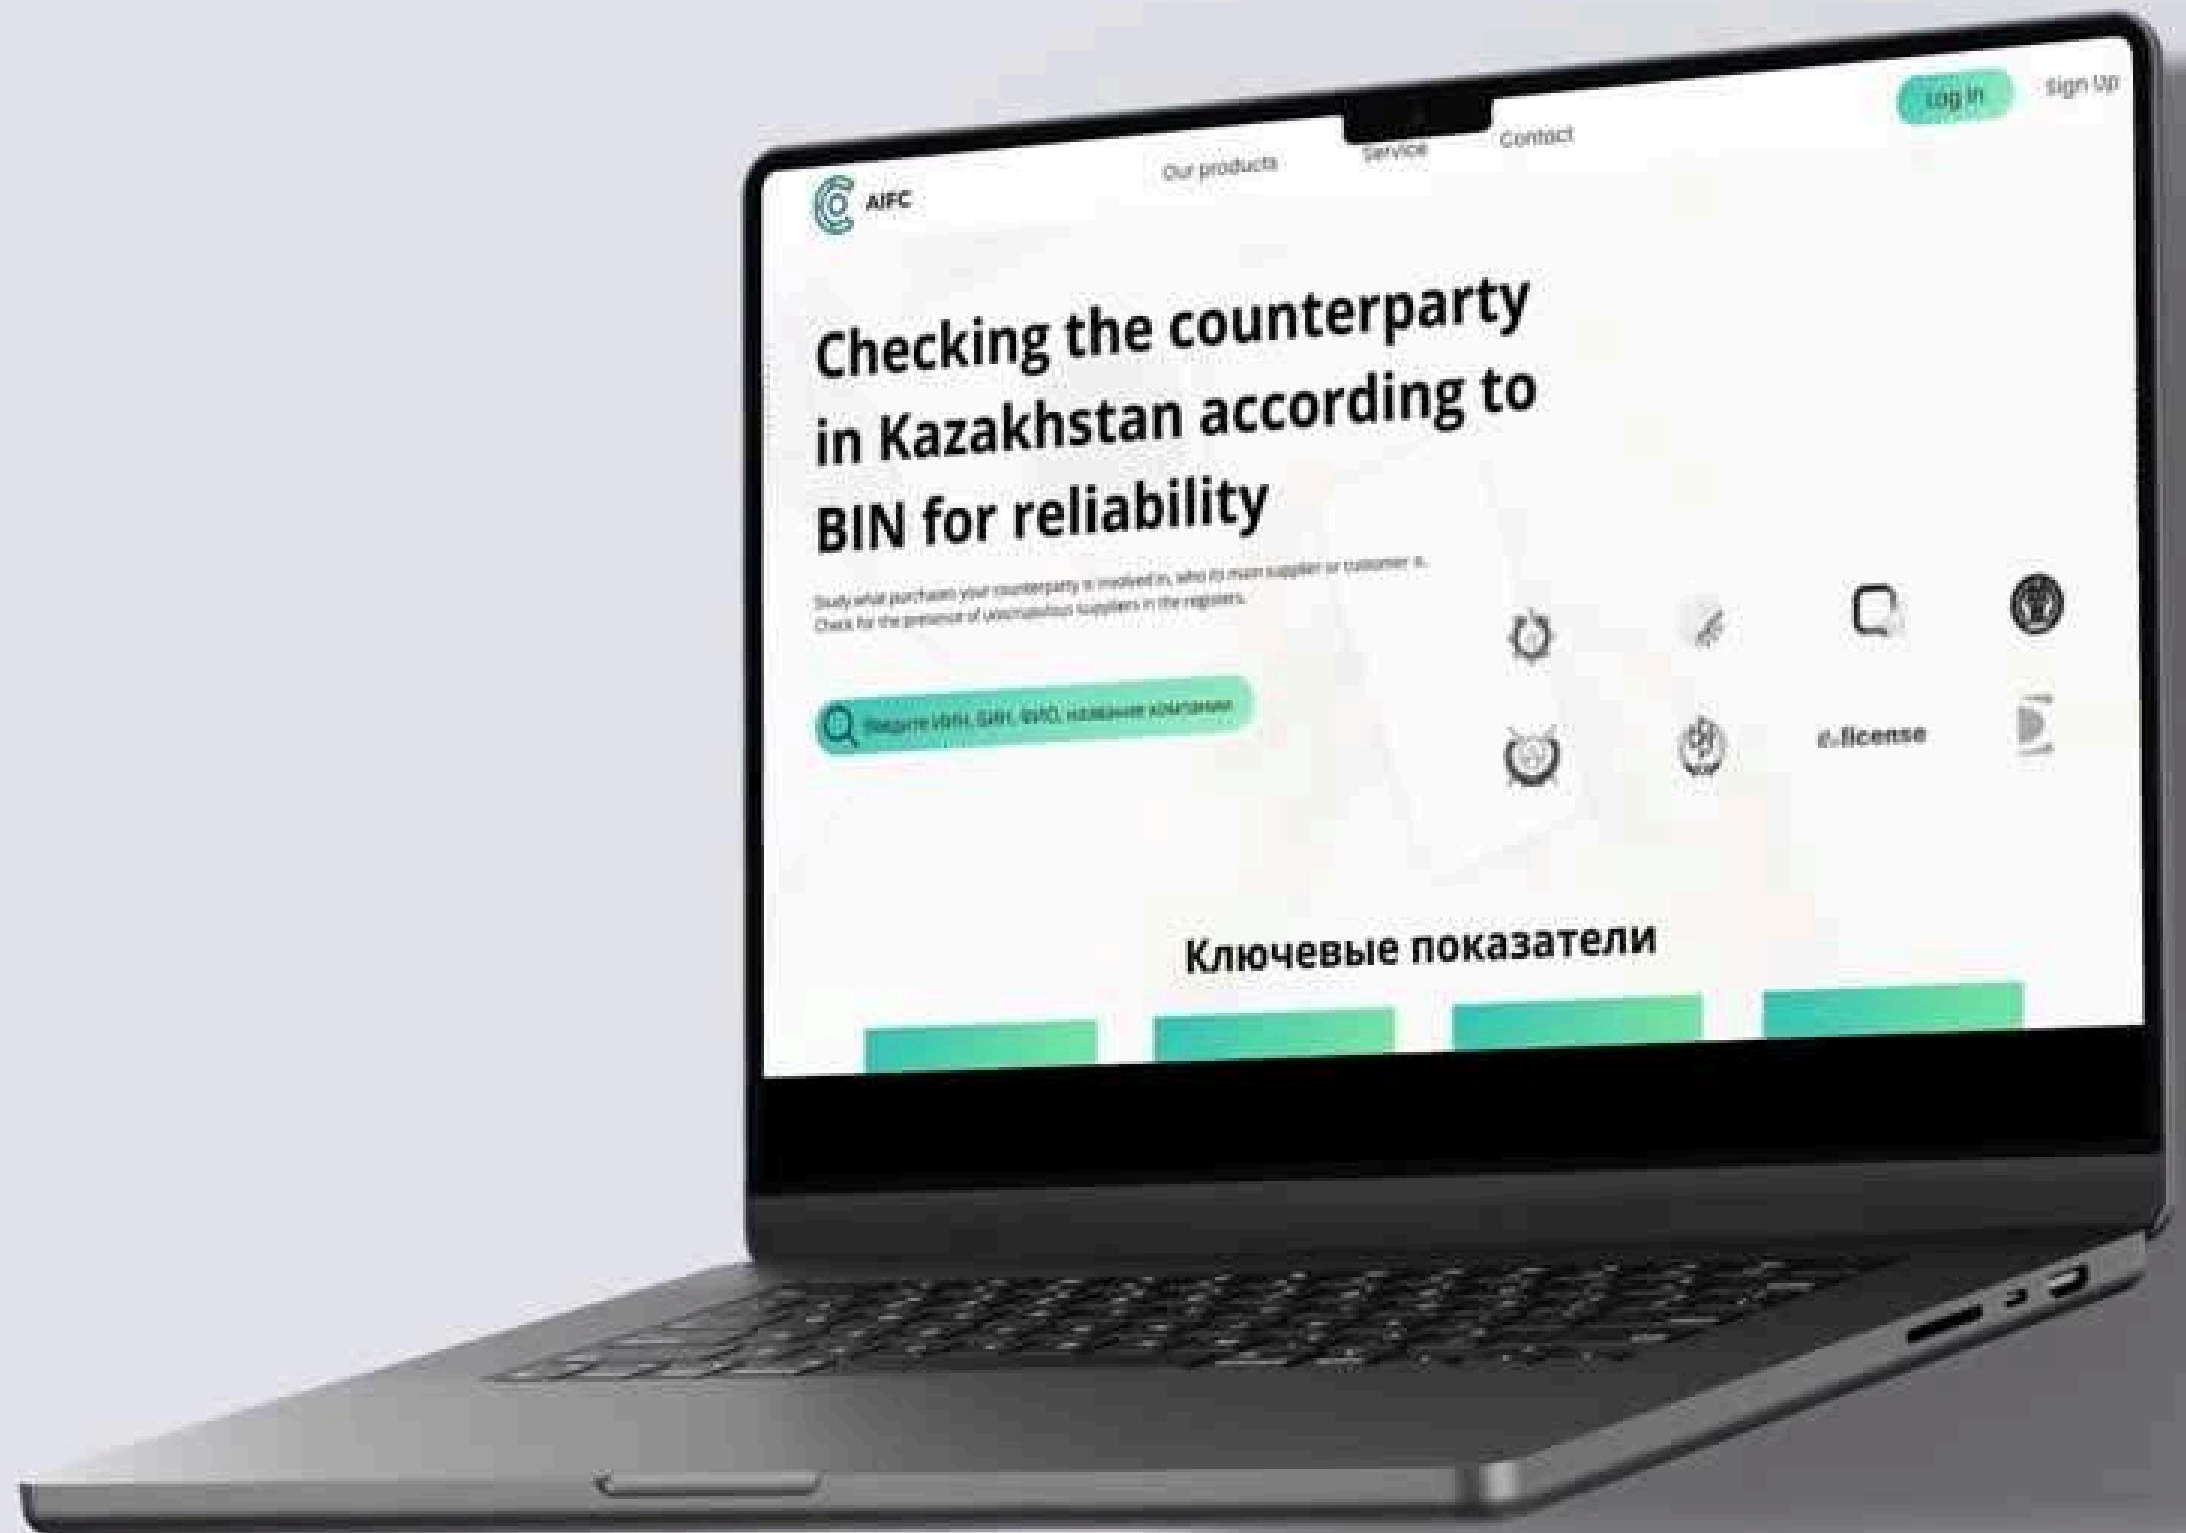 Log in Sign Up
Our products Service Contact
AIFC
Checking the counterparty
in Kazakhstan according to
BIN for reliability
Study what purchases your counterparty is involved in, who its main supplier or customer is.
Check for the presence of unscrupulous suppliers in the registers.
Введите ИИН, БИН, ФИО, название компании
e.license
Ключевые показатели